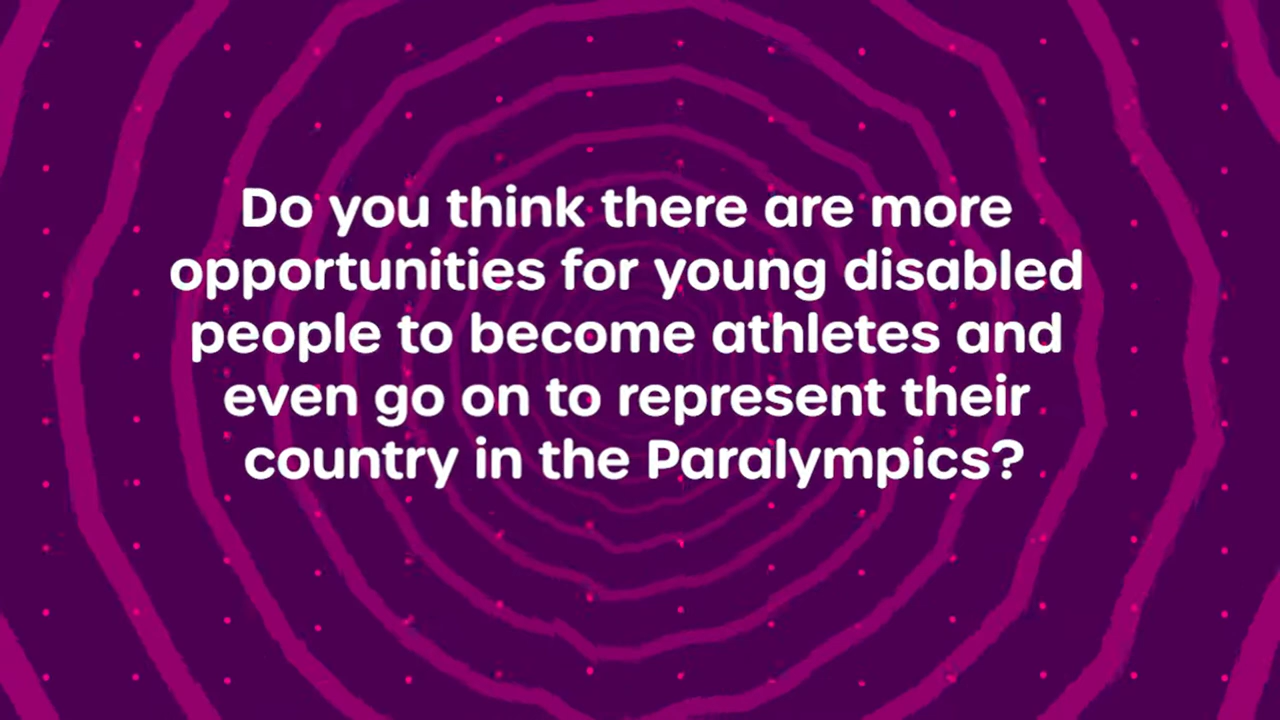 Do you think there are more
opportunities for young disabled
people to become athletes and
even go on to represent their
country in the Paralympics?